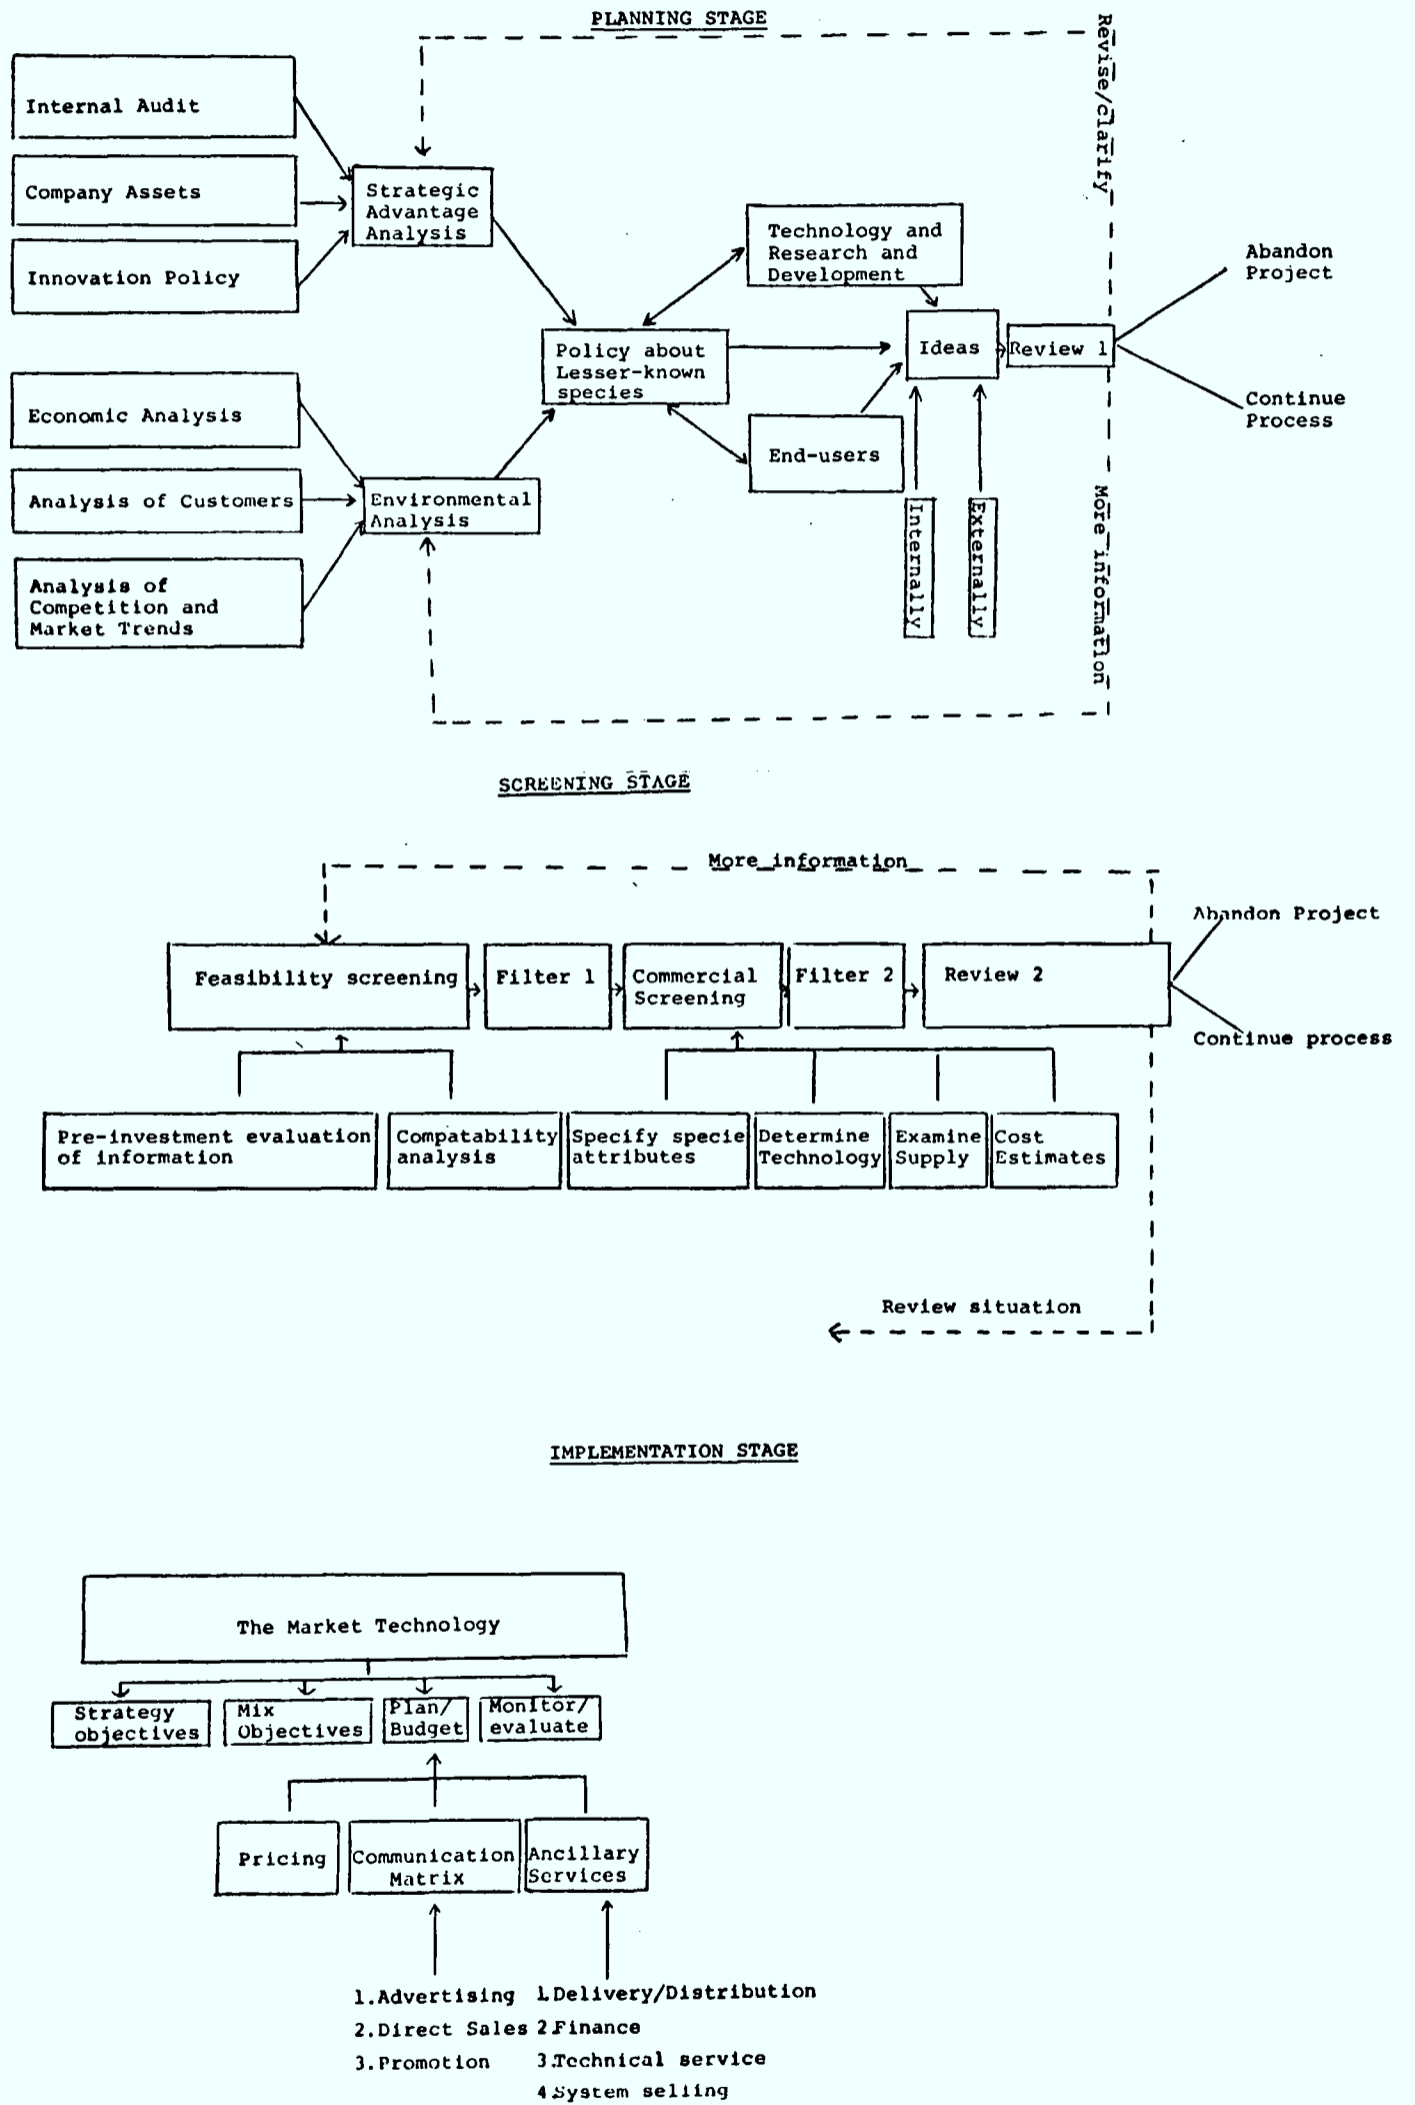 PLANNING STAGE
Revise/clarify
Internal Audit
Company Assets
Innovation Policy
Strategic
Advantage
Analysis
Technology and
Research and
Development
Abandon
Project
Policy about
Lesser-known
species
Ideas
Review 1
Continue
Process
Economic Analysis
Analysis of Customers
Analysis of
Competition and
Market Trends
Environmental
Analysis
End-users
Internally
Externally
More information
SCREENING STAGE
More information
Abandon Project
Feasibility screening
Filter 1
Commercial
Screening
Filter 2
Review 2
Continue process
Pre-investment evaluation
of information
Compatability
analysis
Specify specie
attributes
Determine
Technology
Examine
Supply
Cost
Estimates
Review situation
IMPLEMENTATION STAGE
The Market Technology
Strategy
objectives
Mix
Objectives
Plan/
Budget
Monitor/
evaluate
Pricing
Communication
Matrix
Ancillary
Services
1.Advertising
2.Direct Sales
3.Promotion
1.Delivery/Distribution
2.Finance
3.Technical service
4.System selling